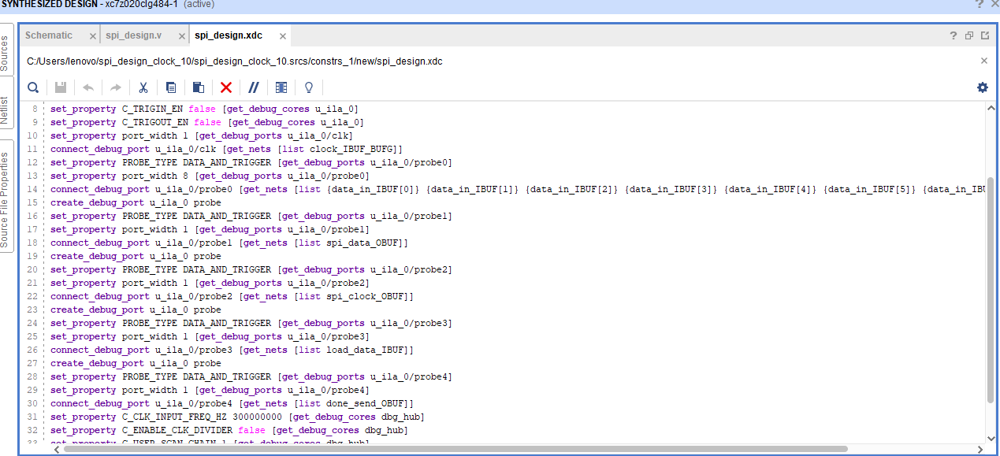 SYNTHESIZED DESIGN - xc7z020clg484-1 (active)
Sources
Netlist
Source File Properties
Schematic
spi_design.v
spi_design.xdc
C:/Users/lenovo/spi_design_clock_10/spi_design_clock_10.srcs/constrs_1/new/spi_design.xdc
8 set_property C_TRIGIN_EN false [get_debug_cores u_ila_0]
9 set_property C_TRIGOUT_EN false [get_debug_cores u_ila_0]
10 set_property port_width 1 [get_debug_ports u_ila_0/clk]
11 connect_debug_port u_ila_0/clk [get_nets [list clock_IBUF_BUFG]]
12 set_property PROBE_TYPE DATA_AND_TRIGGER [get_debug_ports u_ila_0/probe0]
13 set_property port_width 8 [get_debug_ports u_ila_0/probe0]
14 connect_debug_port u_ila_0/probe0 [get_nets [list {data_in_IBUF[0]} {data_in_IBUF[1]} {data_in_IBUF[2]} {data_in_IBUF[3]} {data_in_IBUF[4]} {data_in_IBUF[5]} {data_in_IBU
15 create_debug_port u_ila_0 probe
16 set_property PROBE_TYPE DATA_AND_TRIGGER [get_debug_ports u_ila_0/probe1]
17 set_property port_width 1 [get_debug_ports u_ila_0/probe1]
18 connect_debug_port u_ila_0/probe1 [get_nets [list spi_data_OBUF]]
19 create_debug_port u_ila_0 probe
20 set_property PROBE_TYPE DATA_AND_TRIGGER [get_debug_ports u_ila_0/probe2]
21 set_property port_width 1 [get_debug_ports u_ila_0/probe2]
22 connect_debug_port u_ila_0/probe2 [get_nets [list spi_clock_OBUF]]
23 create_debug_port u_ila_0 probe
24 set_property PROBE_TYPE DATA_AND_TRIGGER [get_debug_ports u_ila_0/probe3]
25 set_property port_width 1 [get_debug_ports u_ila_0/probe3]
26 connect_debug_port u_ila_0/probe3 [get_nets [list load_data_IBUF]]
27 create_debug_port u_ila_0 probe
28 set_property PROBE_TYPE DATA_AND_TRIGGER [get_debug_ports u_ila_0/probe4]
29 set_property port_width 1 [get_debug_ports u_ila_0/probe4]
30 connect_debug_port u_ila_0/probe4 [get_nets [list done_send_OBUF]]
31 set_property C_CLK_INPUT_FREQ_HZ 300000000 [get_debug_cores dbg_hub]
32 set_property C_ENABLE_CLK_DIVIDER false [get_debug_cores dbg_hub]
33 set_property C_USER_SCAN_CHAIN 1 [get_debug_cores dbg_hub]